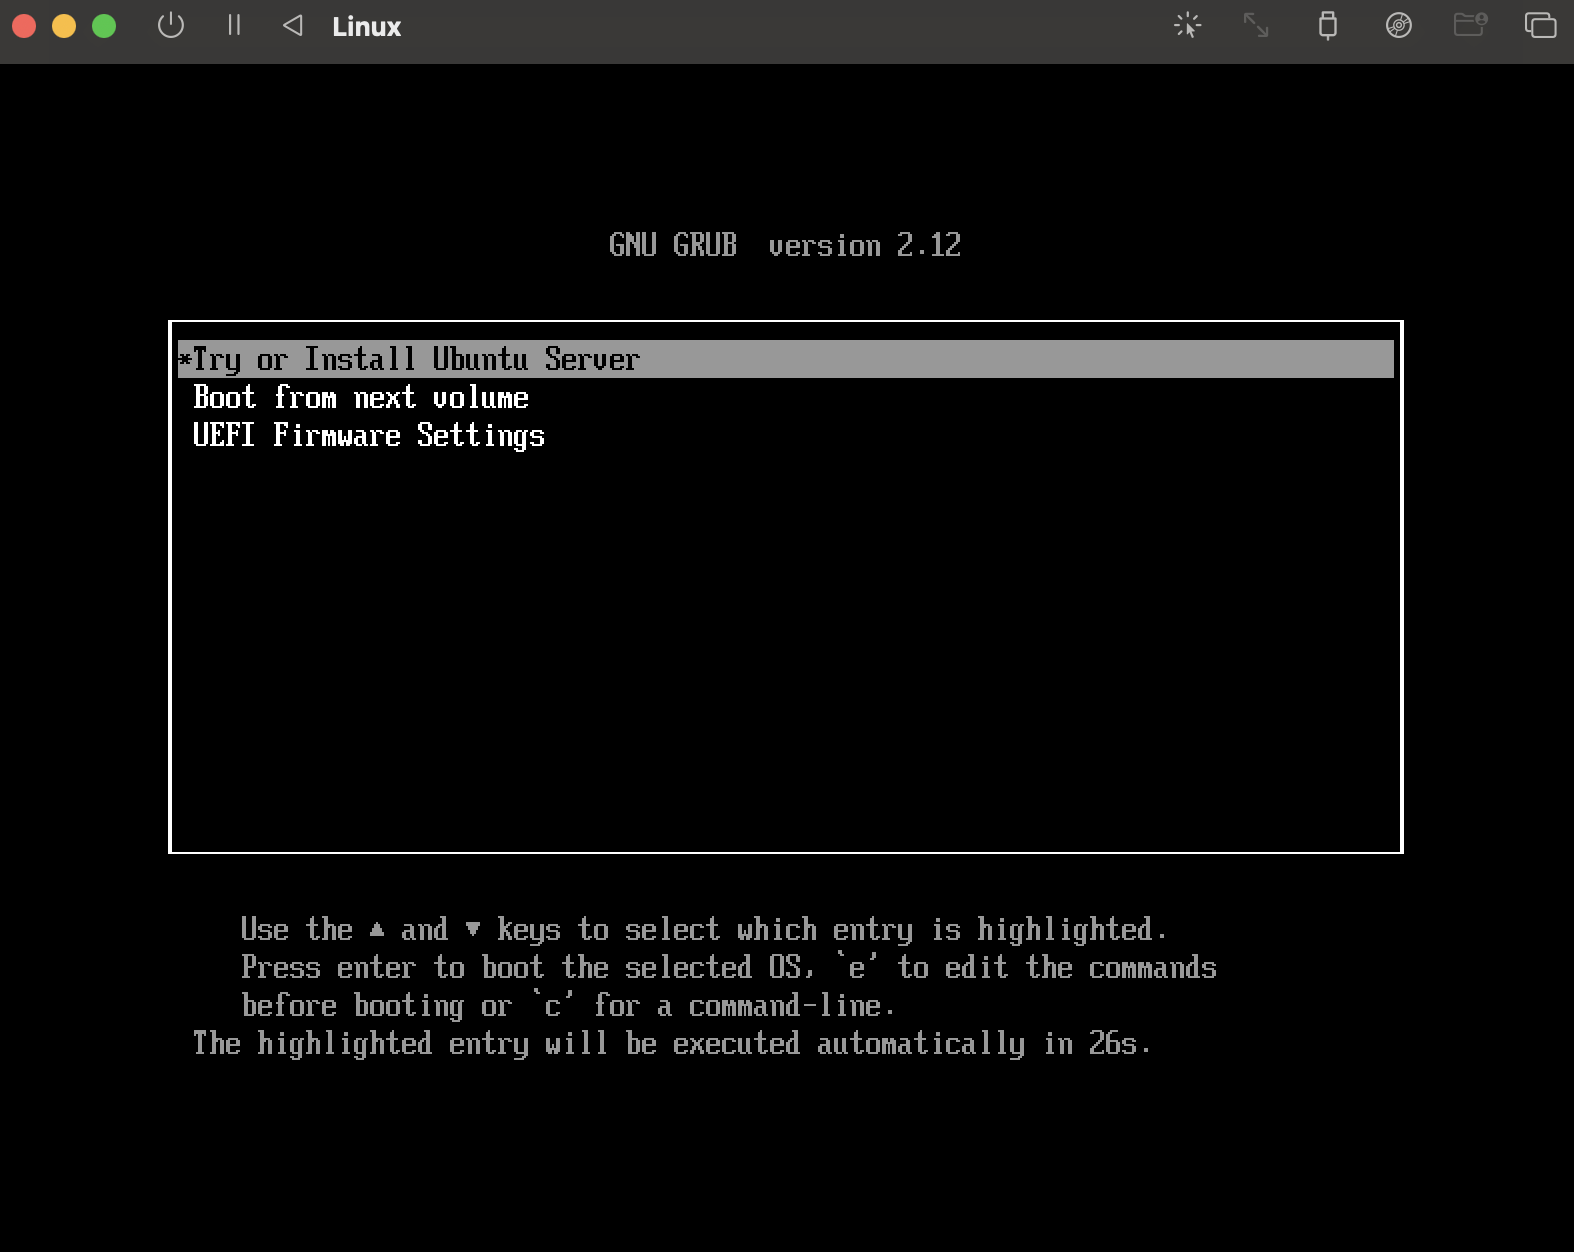 Linux
GNU GRUB  version 2.12
*Try or Install Ubuntu Server
Boot from next volume
UEFI Firmware Settings
Use the ▲ and ▼ keys to select which entry is highlighted.
Press enter to boot the selected OS, `e' to edit the commands
before booting or `c' for a command-line.
The highlighted entry will be executed automatically in 26s.